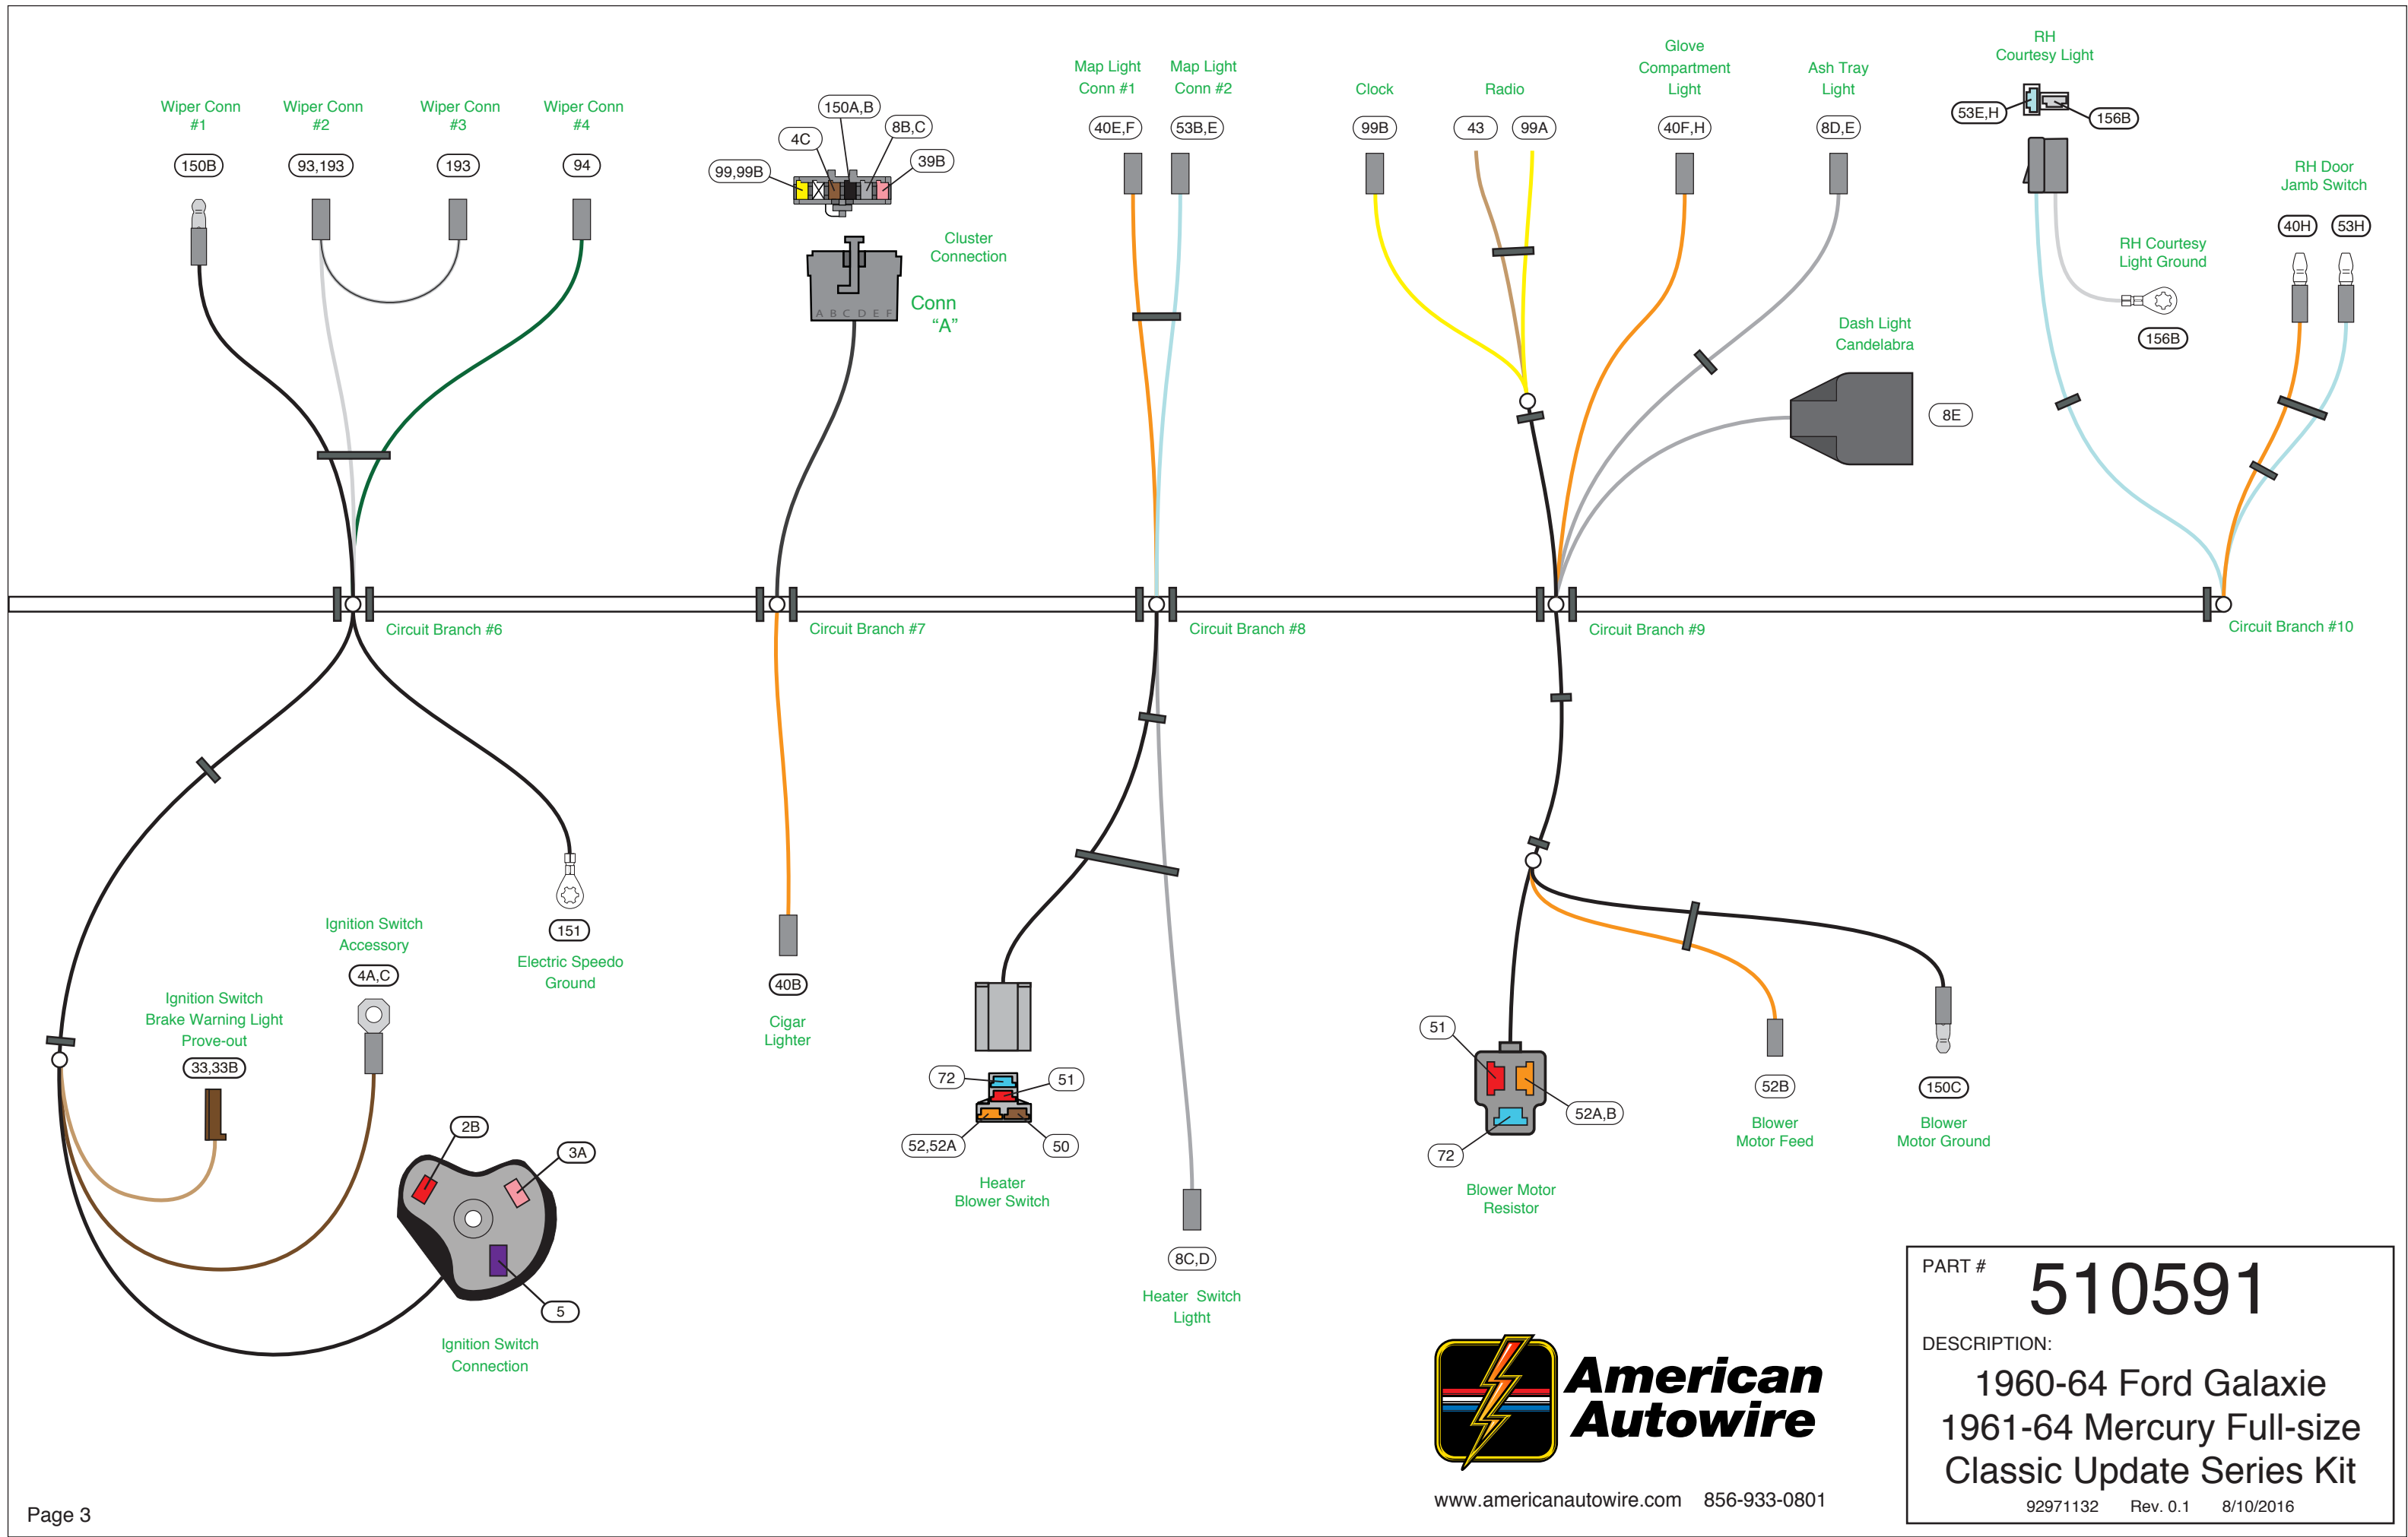 Wiper Conn
#1
150B
Wiper Conn
#2
93,193
Wiper Conn
#3
193
Wiper Conn
#4
94
150A,B
4C
8B,C
99,99B
39B
Cluster
Connection
Conn
“A”
A B C D E F
Map Light
Conn #1
40E,F
Map Light
Conn #2
53B,E
Clock
99B
Radio
43
99A
Glove
Compartment
Light
40F,H
Ash Tray
Light
8D,E
Dash Light
Candelabra
8E
RH
Courtesy Light
53E,H
156B
RH Courtesy
Light Ground
156B
RH Door
Jamb Switch
40H
53H
Circuit Branch #6
Circuit Branch #7
Circuit Branch #8
Circuit Branch #9
Circuit Branch #10
Ignition Switch
Brake Warning Light
Prove-out
33,33B
Ignition Switch
Accessory
4A,C
151
Electric Speedo
Ground
2B
3A
5
Ignition Switch
Connection
40B
Cigar
Lighter
72
51
52,52A
50
Heater
Blower Switch
8C,D
Heater Switch
Ligtht
51
52A,B
72
Blower Motor
Resistor
52B
Blower
Motor Feed
150C
Blower
Motor Ground
American
Autowire
www.americanautowire.com 856-933-0801
PART # 510591
DESCRIPTION:
1960-64 Ford Galaxie
1961-64 Mercury Full-size
Classic Update Series Kit
92971132 Rev. 0.1 8/10/2016
Page 3